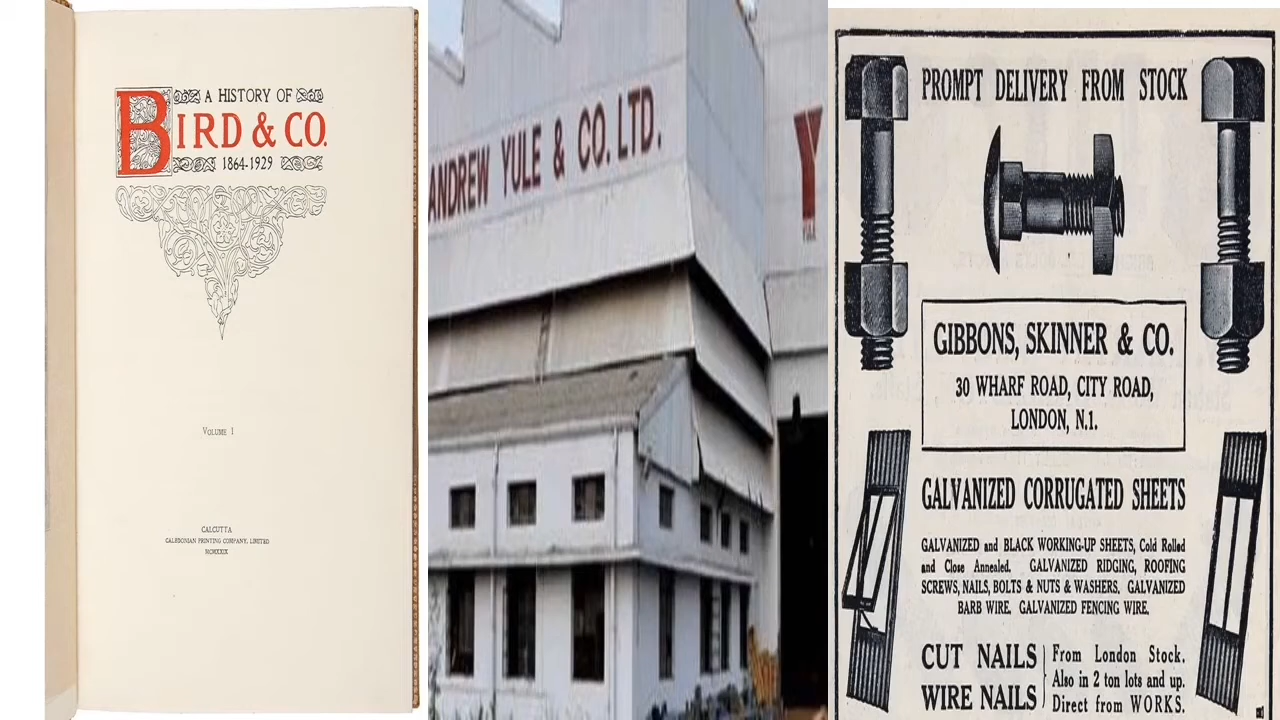 A HISTORY OF
BIRD & CO.
1864-1929
VOLUME I
CALCUTTA
CALEDONIAN PRINTING COMPANY, LIMITED
MCMXXIX
ANDREW YULE & CO. LTD.
Y
PROMPT DELIVERY FROM STOCK
GIBBONS, SKINNER & CO.
30 WHARF ROAD, CITY ROAD,
LONDON, N.1.
GALVANIZED CORRUGATED SHEETS
GALVANIZED and BLACK WORKING-UP SHEETS, Cold Rolled
and Close Annealed. GALVANIZED RIDGING, ROOFING
SCREWS, NAILS, BOLTS & NUTS & WASHERS. GALVANIZED
BARB WIRE. GALVANIZED FENCING WIRE.
CUT NAILS
WIRE NAILS
From London Stock.
Also in 2 ton lots and up.
Direct from WORKS.